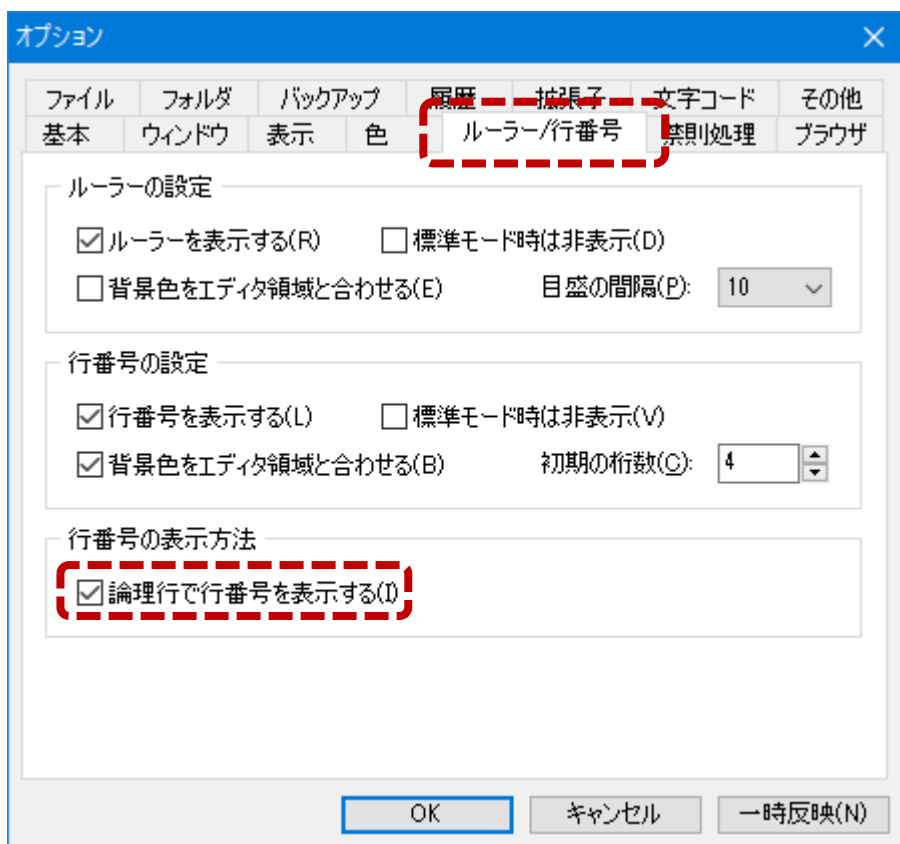 オプション
ファイル フォルダ バックアップ 履歴 拡張子 文字コード その他
基本 ウィンドウ 表示 色 ルーラー/行番号 禁則処理 ブラウザ
ルーラーの設定
ルーラーを表示する(R) 標準モード時は非表示(D)
背景色をエディタ領域と合わせる(E) 目盛の間隔(P): 10
行番号の設定
行番号を表示する(L) 標準モード時は非表示(V)
背景色をエディタ領域と合わせる(B) 初期の桁数(C): 4
行番号の表示方法
論理行で行番号を表示する(I)
OK キャンセル 一時反映(N)